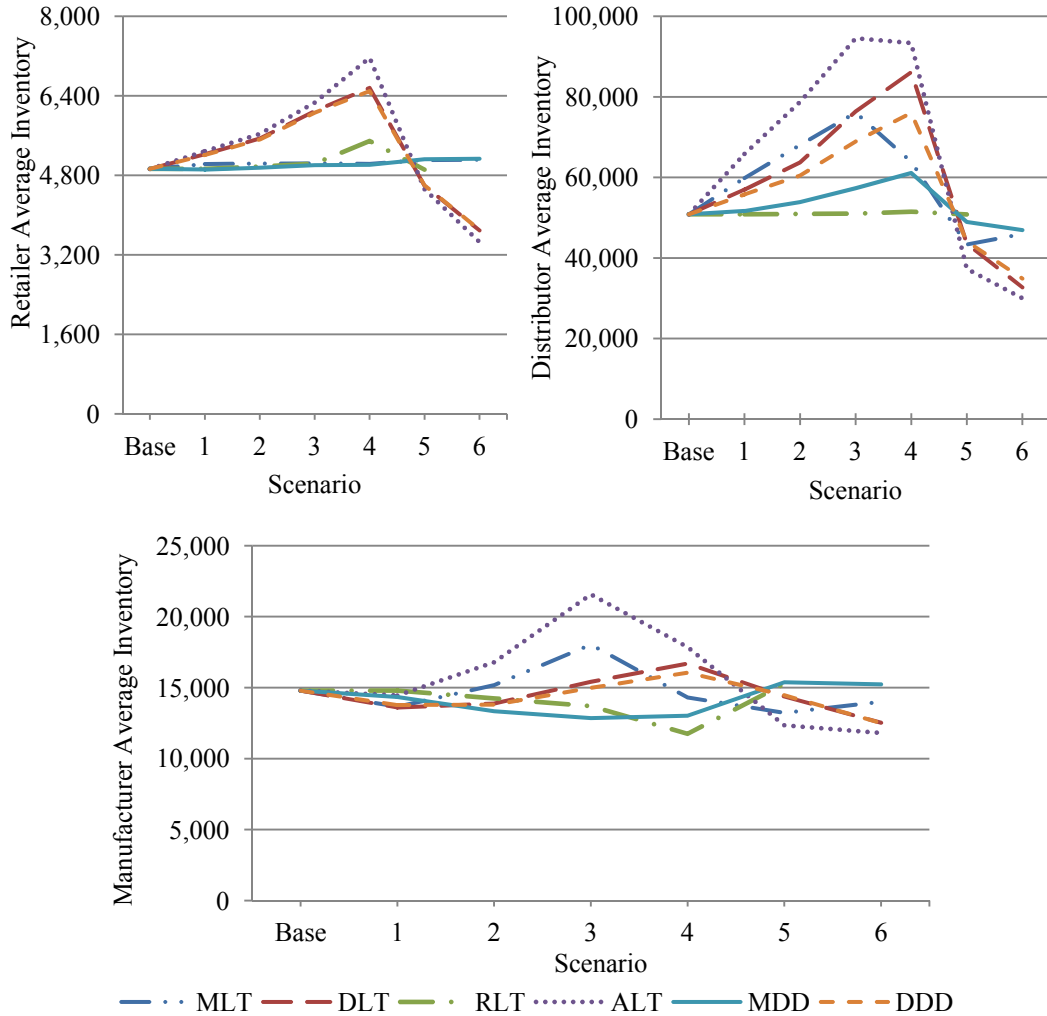 Retailer Average Inventory
8,000
6,400
4,800
3,200
1,600
0
Base 1 2 3 4 5 6
Scenario
Distributor Average Inventory
100,000
80,000
60,000
40,000
20,000
0
Base 1 2 3 4 5 6
Scenario
Manufacturer Average Inventory
25,000
20,000
15,000
10,000
5,000
0
Base 1 2 3 4 5 6
Scenario
MLT DLT RLT ALT MDD DDD